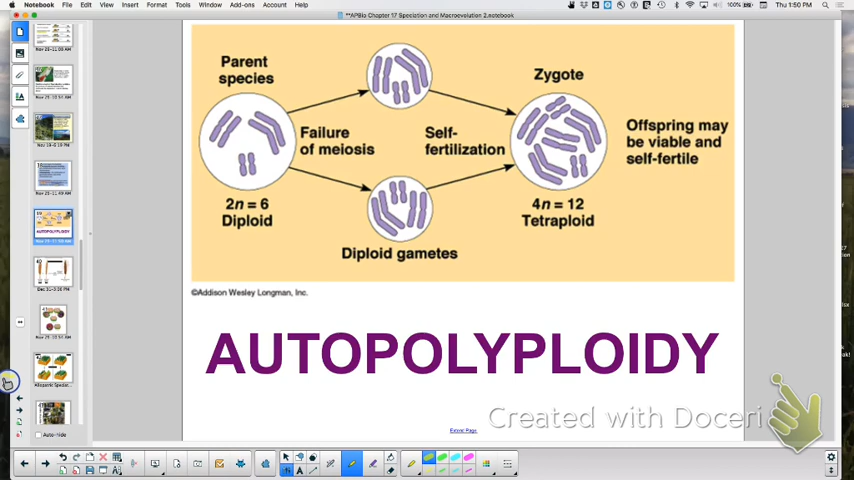 Notebook File Edit View Insert Format Tools Window Add-ons Account Help
100%
Thu 1:50 PM
**APBio Chapter 17 Speciation and Macroevolution 2.notebook
Parent
species
Failure
of meiosis
Self-
fertilization
Zygote
Offspring may
be viable and
self-fertile
2n = 6
Diploid
4n = 12
Tetraploid
Diploid gametes
©Addison Wesley Longman, Inc.
AUTOPOLYPLOIDY
Created with Doceri
Extend Page
AUTOPOLYPLOIDY
Auto-hide